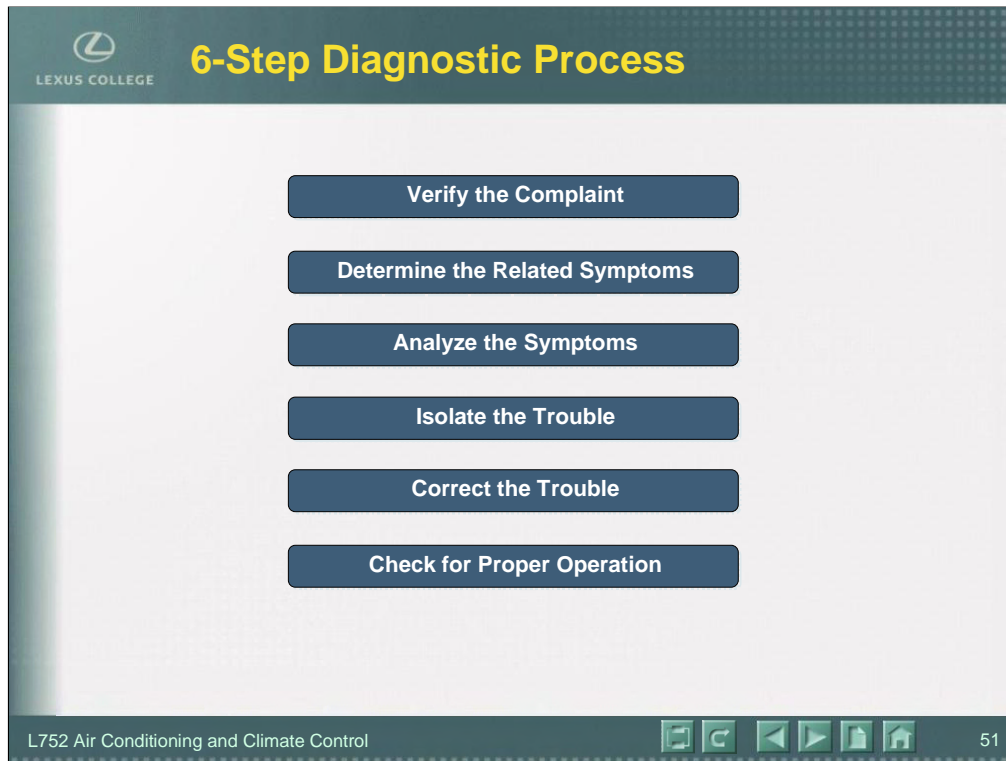 LEXUS COLLEGE
6-Step Diagnostic Process
Verify the Complaint
Determine the Related Symptoms
Analyze the Symptoms
Isolate the Trouble
Correct the Trouble
Check for Proper Operation
L752 Air Conditioning and Climate Control
51